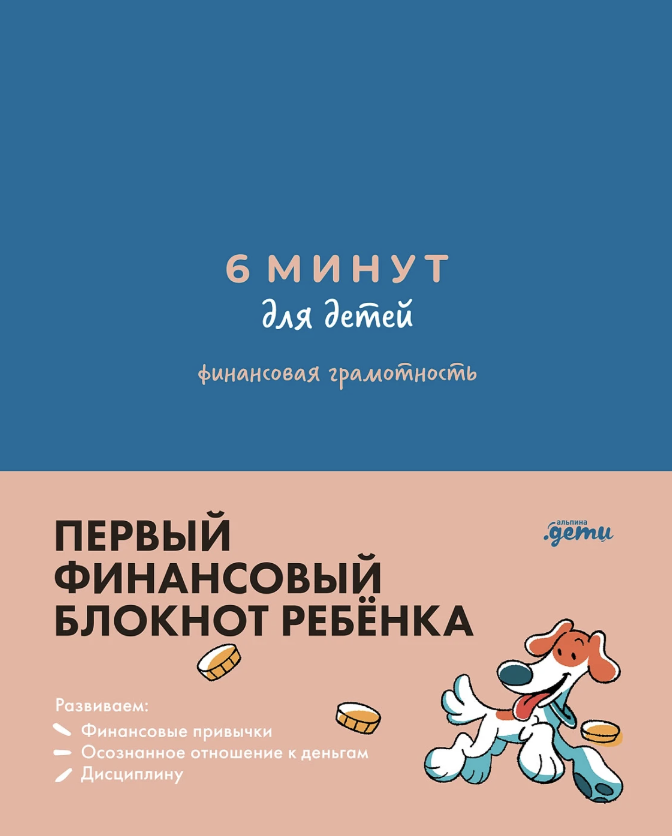 6 МИНУТ
для детей
финансовая грамотность
ПЕРВЫЙ
ФИНАНСОВЫЙ
БЛОКНОТ РЕБЁНКА
альпина
.дети
Развиваем:
Финансовые привычки
Осознанное отношение к деньгам
Дисциплину